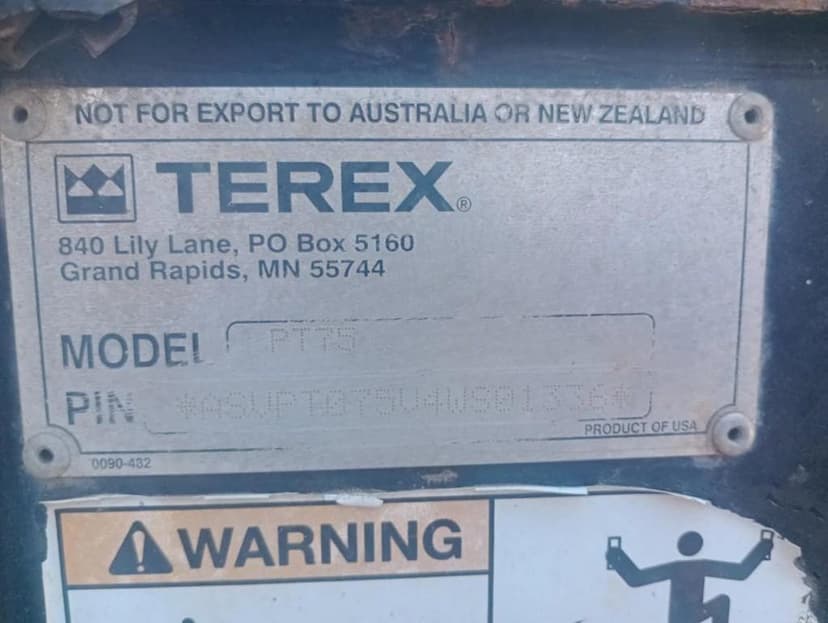 NOT FOR EXPORT TO AUSTRALIA OR NEW ZEALAND
TEREX®
840 Lily Lane, PO Box 5160
Grand Rapids, MN 55744
MODEL PT75
PIN
PRODUCT OF USA
0090-432
WARNING